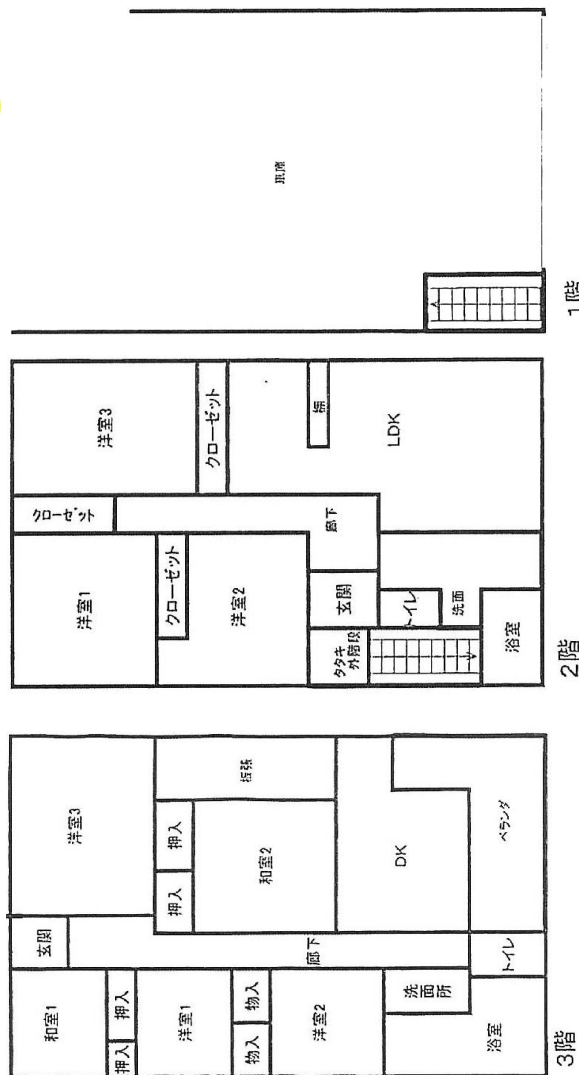 和室1
玄関
洋室3
押入
押入
洋室1
押入
押入
板張
物入
物入
和室2
廊下
洋室2
DK
洗面所
浴室
トイレ
ベランダ
3階
洋室1
クローゼット
洋室3
クローゼット
クローゼット
洋室2
廊下
棚
タタキ
外階段
玄関
LDK
トイレ
洗面
浴室
2階
1階